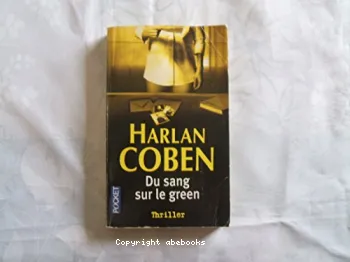 HARLAN
COBEN
Du sang
sur le green
POCKET
Thriller
Copyright abebooks